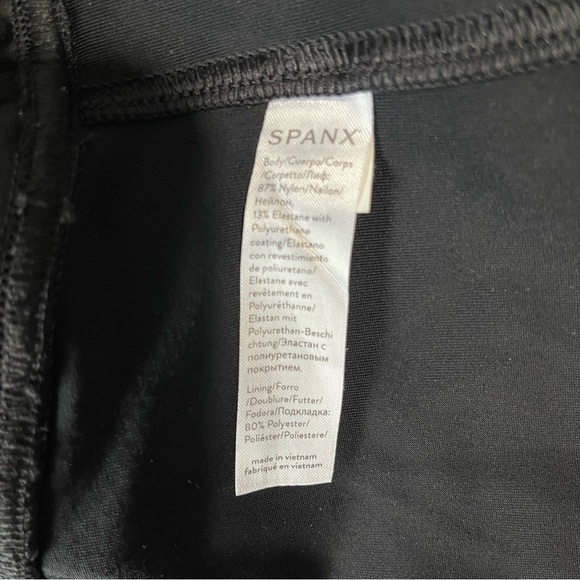 SPANX
Body/Cuerpo/Corps
/Corpetto/Лиф:
87% Nylon/Nailon/
Нейлон,
13% Elastane with
Polyurethane
coating/Elastano
con revestimento
de poliuretano/
Elastane avec
revêtement en
Polyuréthanne/
Elastan mit
Polyurethan-Beschi
chtung/Эластан с
полиуретановым
покрытием.
Lining/Forro
/Doublure/Futter/
Fodera/Подкладка:
80% Polyester/
Poliéster/Poliestere/
made in vietnam
fabriqué en vietnam